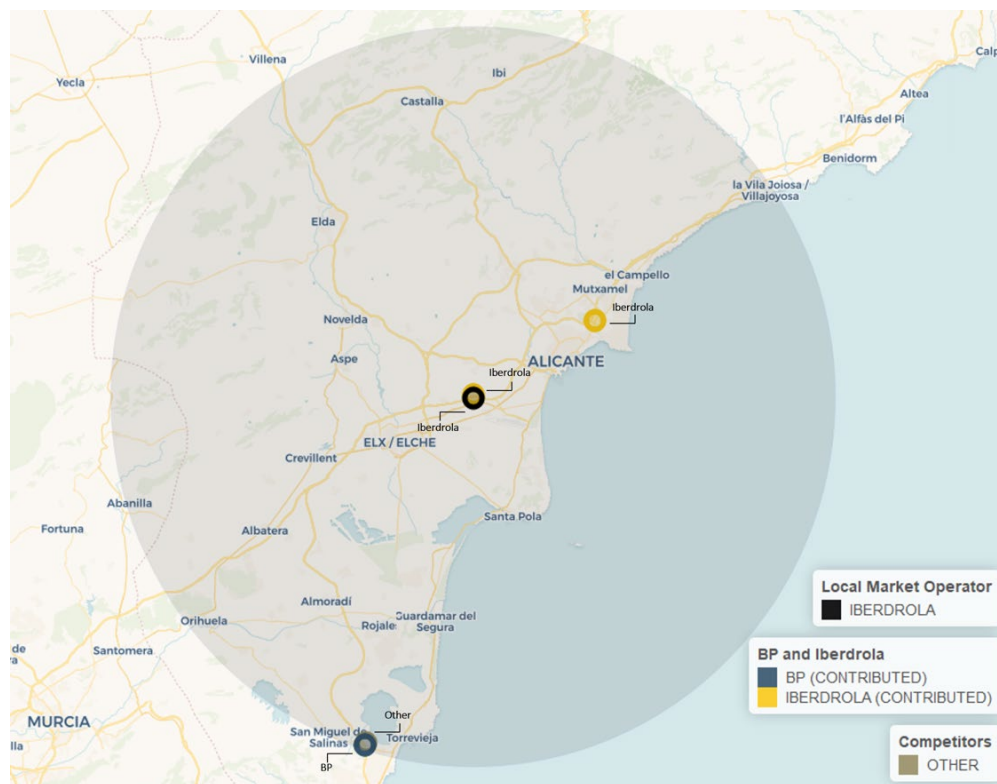 Calp
Villena
Ibi
Yecla
Castalla
Altea
l'Alfàs del Pi
Benidorm
la Vila Joiosa /
Villajoyosa
Elda
el Campello
Mutxamel
Iberdrola
Novelda
Aspe
ALICANTE
Iberdrola
Iberdrola
ELX / ELCHE
Crevillent
Abanilla
Santa Pola
Fortuna
Albatera
Almoradí
Guardamar del
Segura
Rojale
Orihuela
de
Santomera
Other
MURCIA
San Miguel de
Salinas
Torrevieja
lla
BP
Local Market Operator
IBERDROLA
BP and Iberdrola
BP (CONTRIBUTED)
IBERDROLA (CONTRIBUTED)
Competitors
OTHER